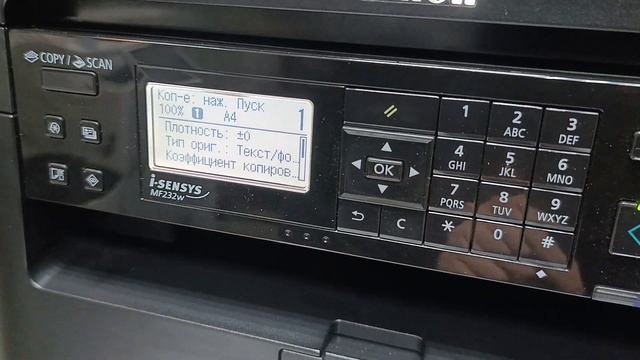 COPY / SCAN
Коп-е: наж. Пуск
100% 1 A4 1
Плотность: ±0
Тип ориг.: Текст/фо...
Коэффициент копиров...
i-SENSYS
MF232w
OK
C
1
2
ABC
3
DEF
4
GHI
5
JKL
6
MNO
7
PQRS
8
TUV
9
WXYZ
*
0
#